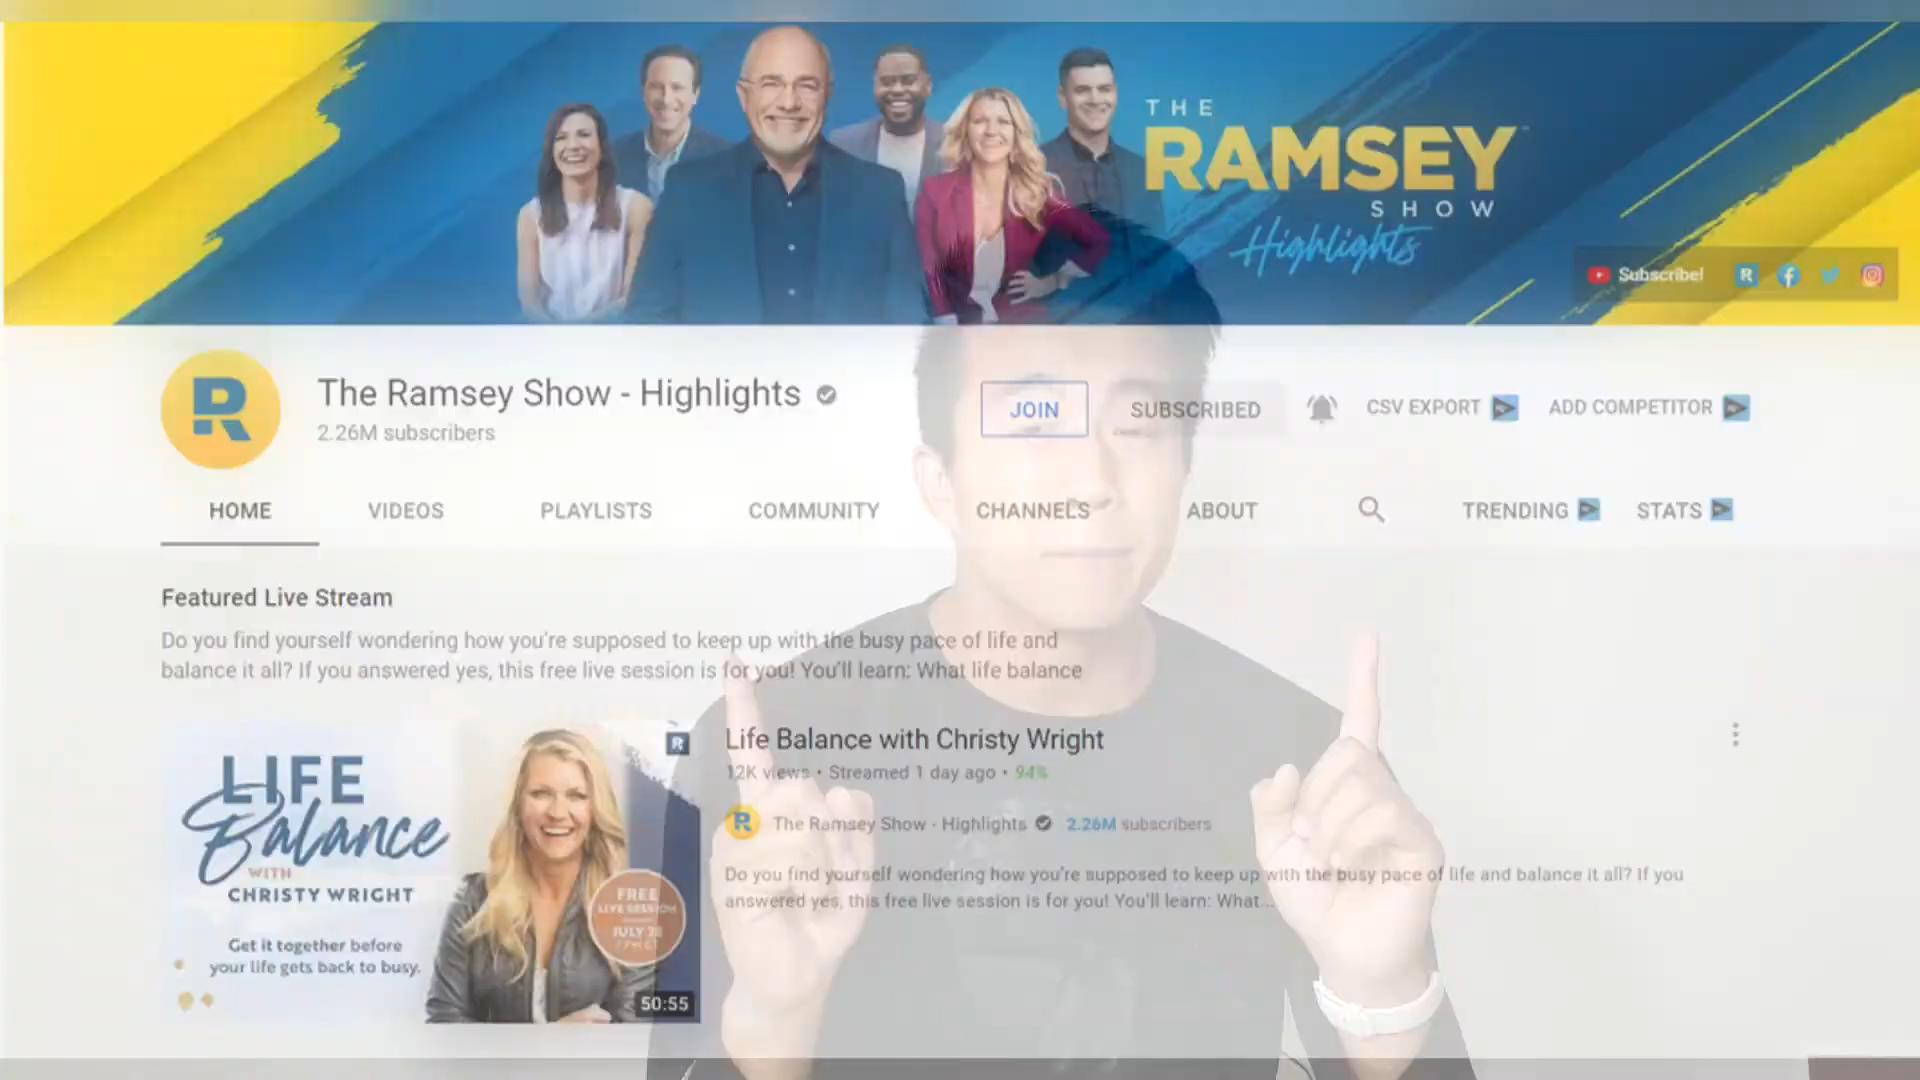 THE
RAMSEY
SHOW
Highlights
Subscribe!
R
The Ramsey Show - Highlights
2.26M subscribers
JOIN
SUBSCRIBED
CSV EXPORT
ADD COMPETITOR
HOME
VIDEOS
PLAYLISTS
COMMUNITY
CHANNELS
ABOUT
TRENDING
STATS
Featured Live Stream
Do you find yourself wondering how you're supposed to keep up with the busy pace of life and
balance it all? If you answered yes, this free live session is for you! You'll learn: What life balance
LIFE
Balance
WITH
CHRISTY WRIGHT
Get it together before
your life gets back to busy.
R
FREE
LIVE SESSION
JULY
50:55
Life Balance with Christy Wright
12K views • Streamed 1 day ago • 94%
R The Ramsey Show - Highlights 2.26M subscribers
Do you find yourself wondering how you're supposed to keep up with the busy pace of life and balance it all? If you
answered yes, this free live session is for you! You'll learn: What...